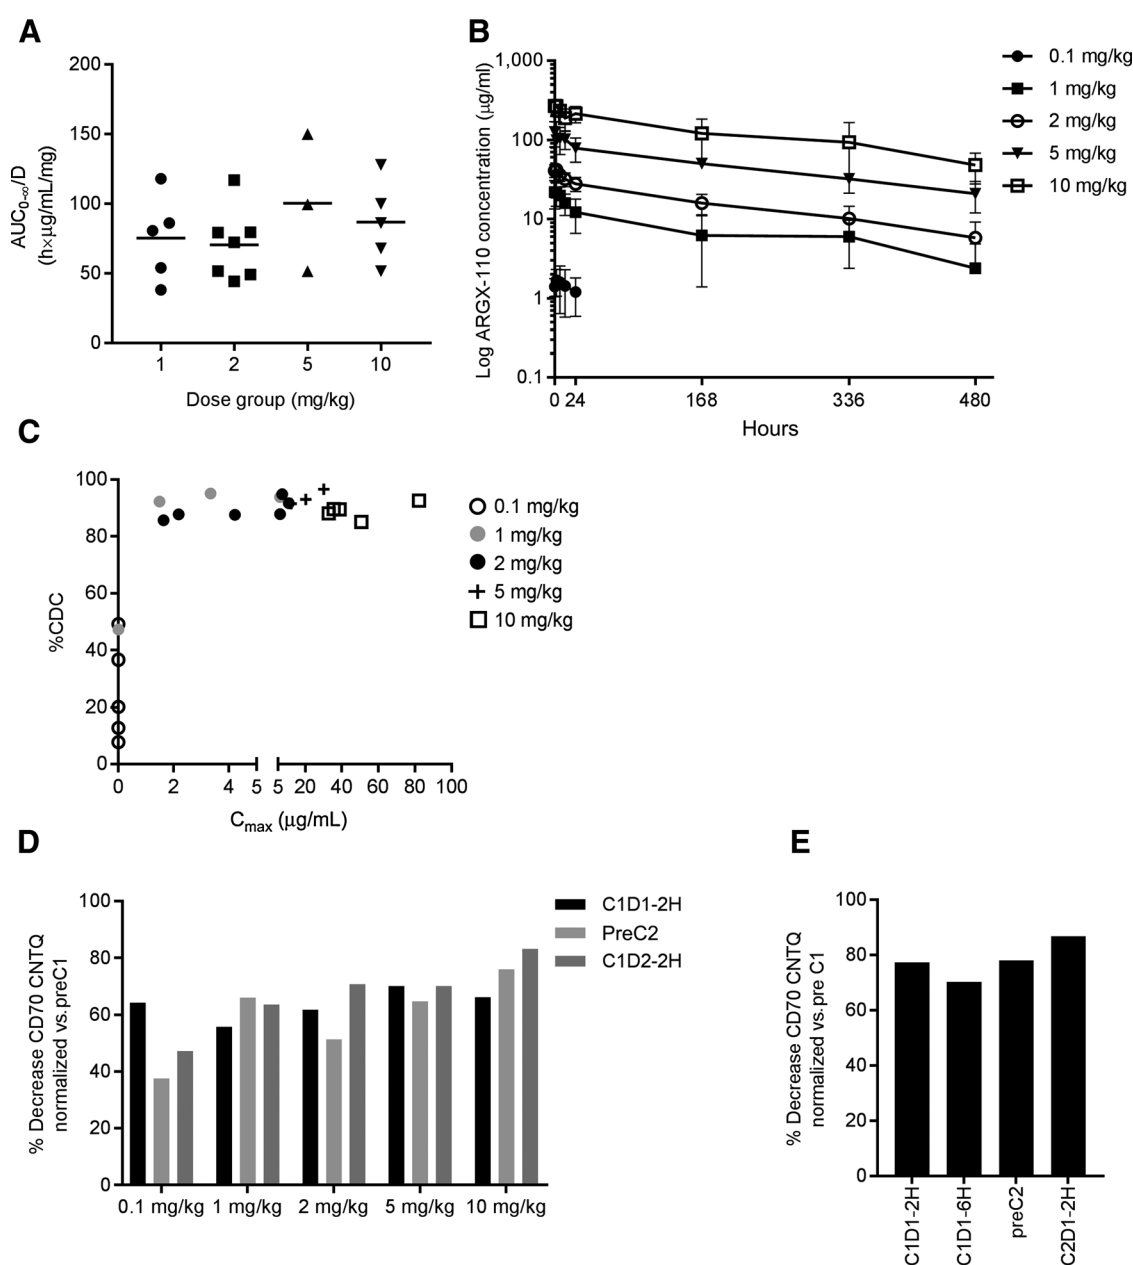 A
200
150
100
50
0
AUC0-∞/D
(h×µg/mL/mg)
1 2 5 10
Dose group (mg/kg)
B
1,000
100
10
1
0.1
Log ARGX-110 concentration (µg/ml)
0 24 168 336 480
Hours
0.1 mg/kg
1 mg/kg
2 mg/kg
5 mg/kg
10 mg/kg
C
100
80
60
40
20
0
%CDC
0 2 4 5 5 20 40 60 80 100
Cmax (µg/mL)
0.1 mg/kg
1 mg/kg
2 mg/kg
5 mg/kg
10 mg/kg
D
100
80
60
40
20
0
% Decrease CD70 CNTQ
normalized vs.preC1
0.1 mg/kg 1 mg/kg 2 mg/kg 5 mg/kg 10 mg/kg
C1D1-2H
PreC2
C1D2-2H
E
100
80
60
40
20
0
% Decrease CD70 CNTQ
normalized vs.pre C1
C1D1-2H
C1D1-6H
preC2
C2D1-2H